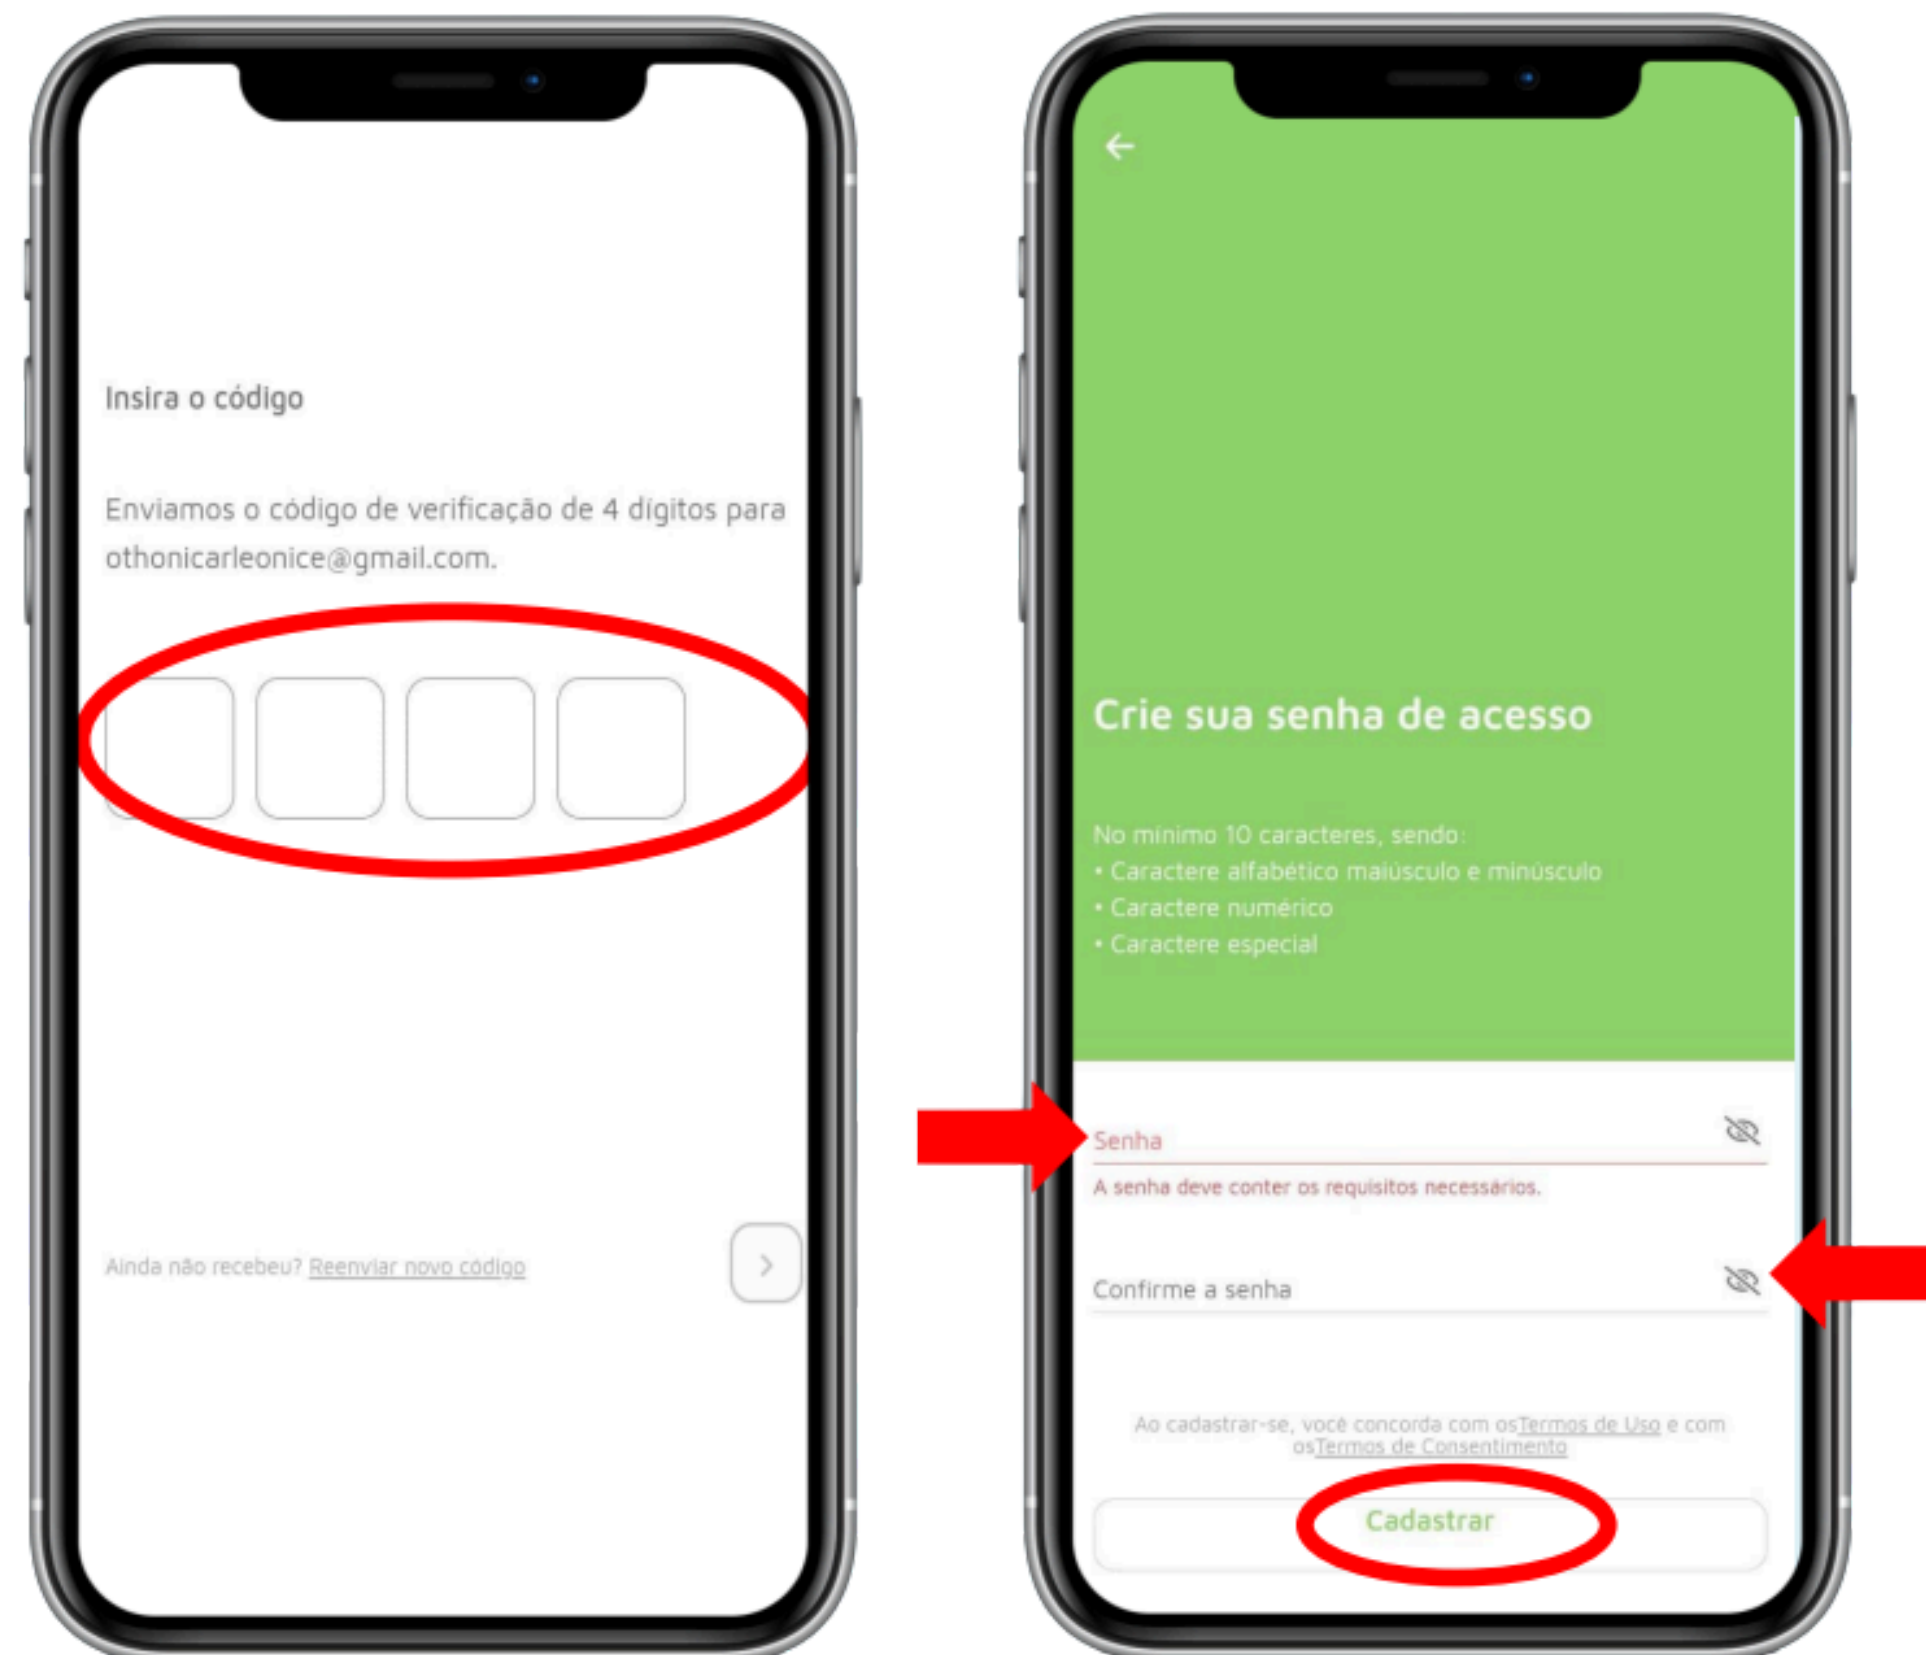 Insira o código
Enviamos o código de verificação de 4 dígitos para
othonicarleonice@gmail.com.
Ainda não recebeu? Reenviar novo código
Crie sua senha de acesso
No mínimo 10 caracteres, sendo:
• Caractere alfabético maiúsculo e minúsculo
• Caractere numérico
• Caractere especial
Senha
A senha deve conter os requisitos necessários.
Confirme a senha
Ao cadastrar-se, você concorda com osTermos de Uso e com
osTermos de Consentimento
Cadastrar